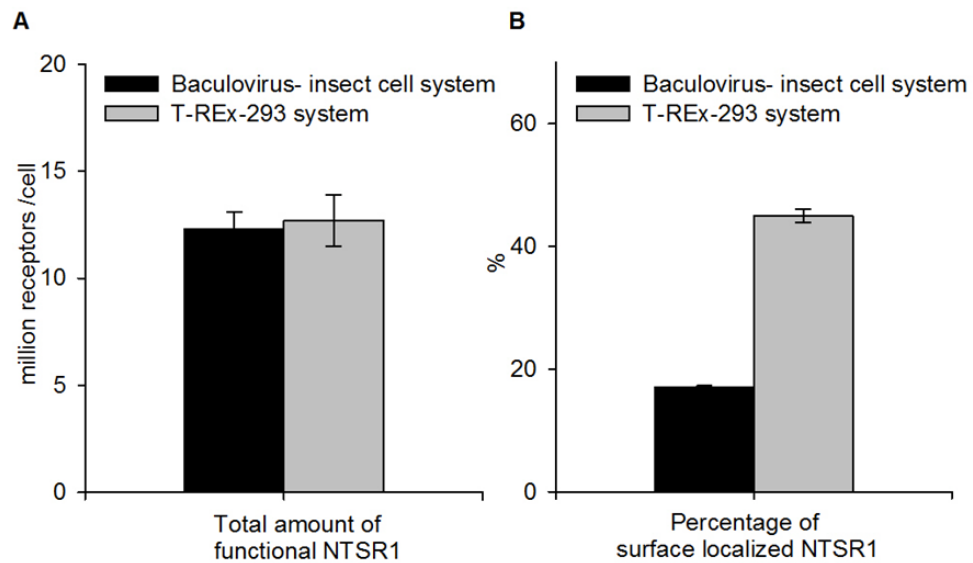 A
20
15
10
5
0
million receptors /cell
Baculovirus- insect cell system
T-REx-293 system
Total amount of
functional NTSR1
B
60
40
20
0
%
Baculovirus- insect cell system
T-REx-293 system
Percentage of
surface localized NTSR1